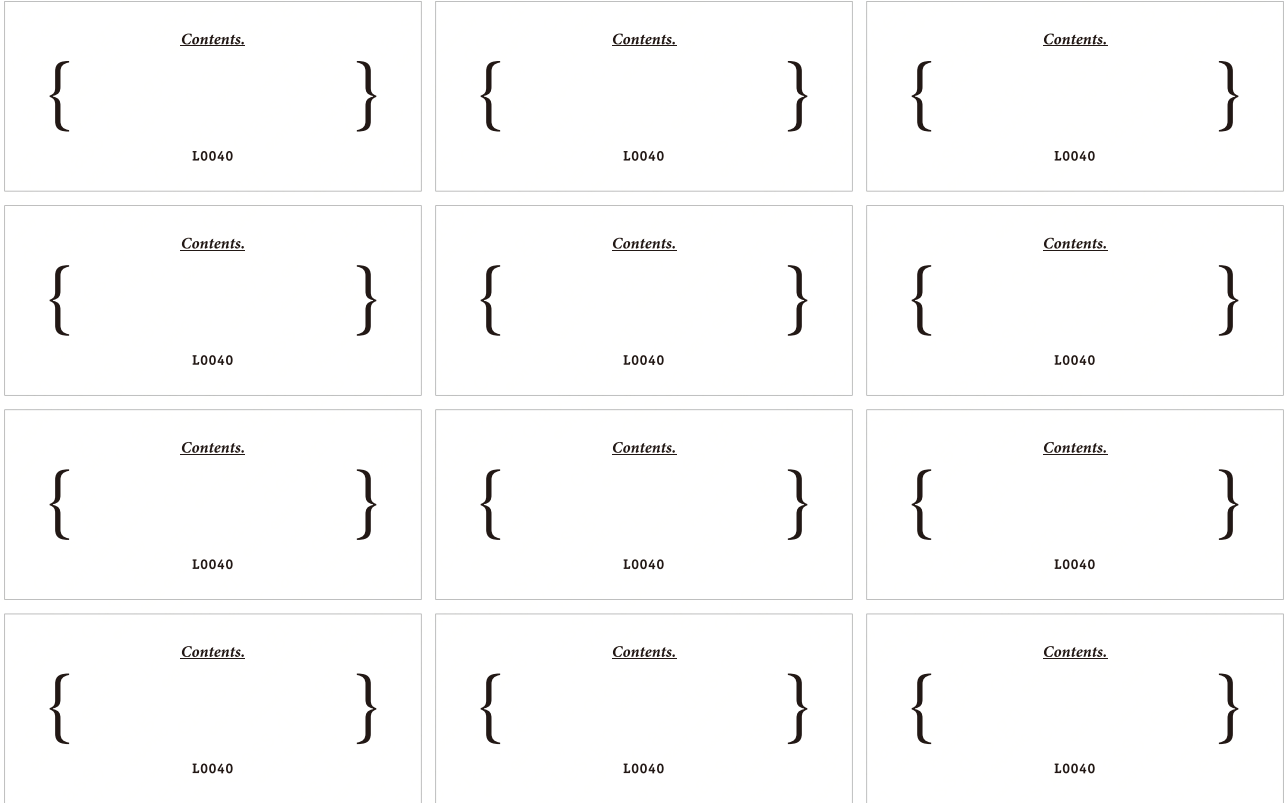 Contents. Contents. Contents.
{ } { } { }
L0040 L0040 L0040
Contents. Contents. Contents.
{ } { } { }
L0040 L0040 L0040
Contents. Contents. Contents.
{ } { } { }
L0040 L0040 L0040
Contents. Contents. Contents.
{ } { } { }
L0040 L0040 L0040